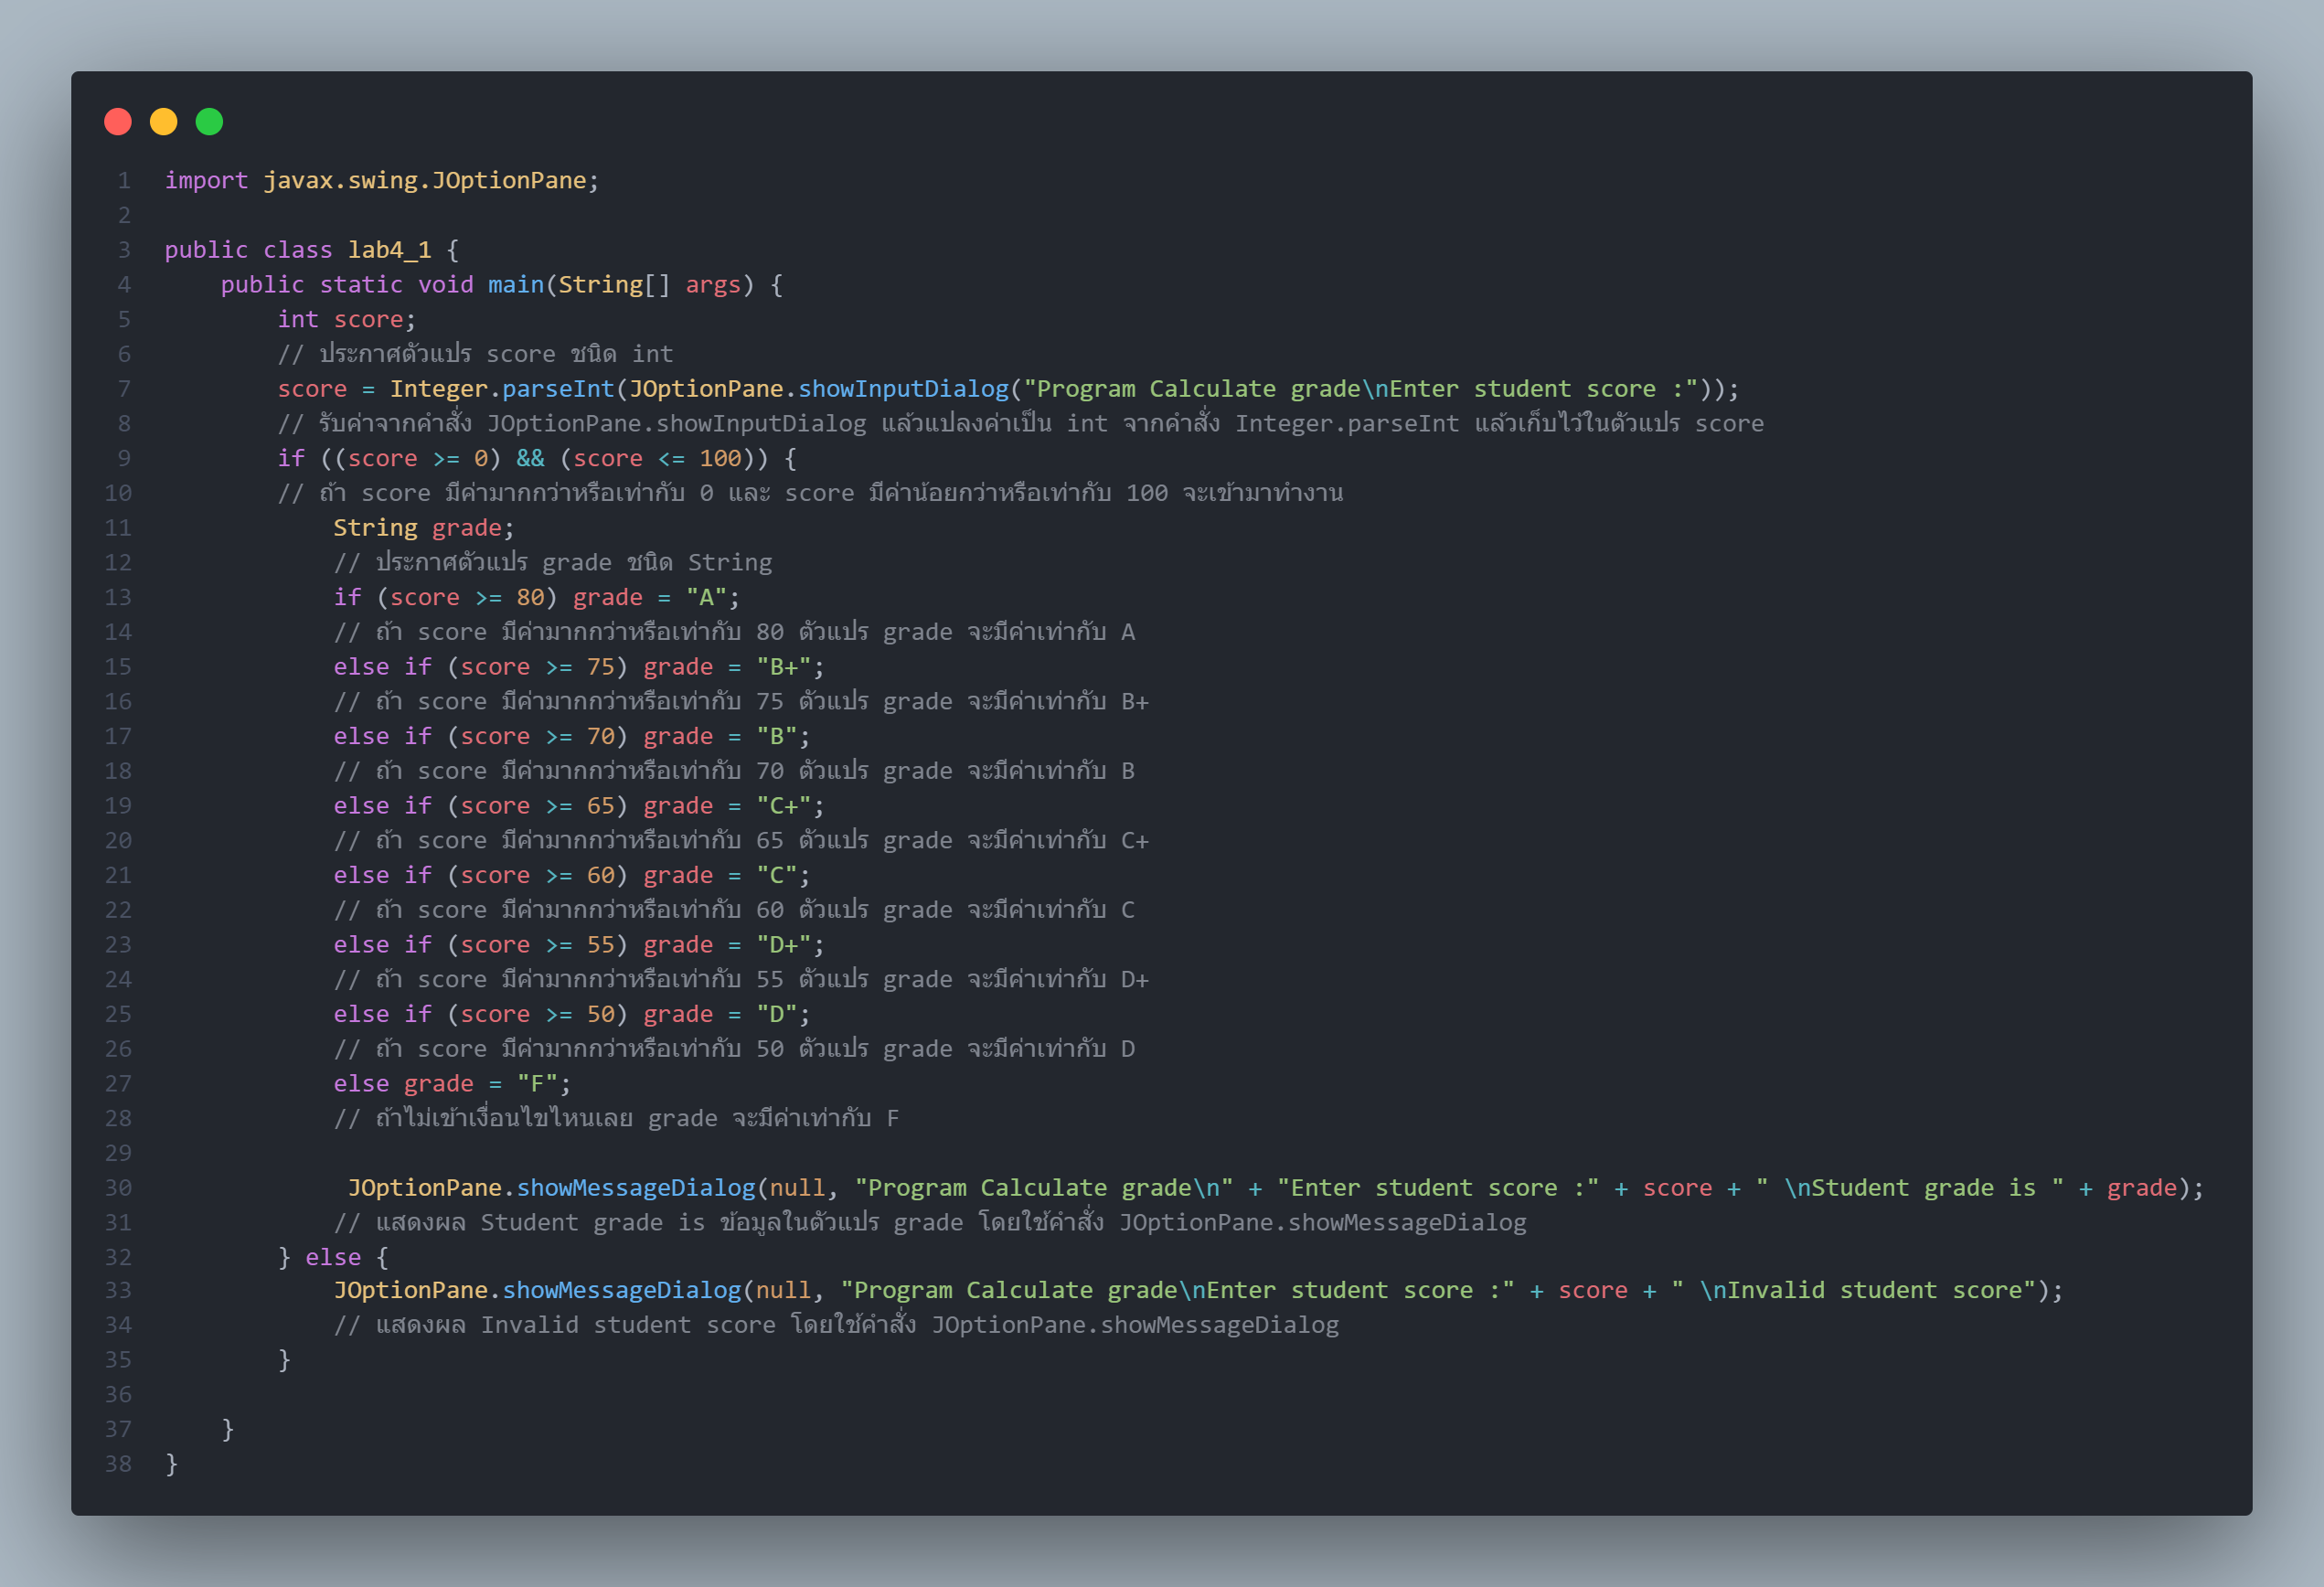 1 import javax.swing.JOptionPane;
2
3 public class lab4_1 {
4 public static void main(String[] args) {
5 int score;
6 // ประกาศตัวแปร score ชนิด int
7 score = Integer.parseInt(JOptionPane.showInputDialog("Program Calculate grade\nEnter student score :"));
8 // รับค่าจากคำสั่ง JOptionPane.showInputDialog แล้วแปลงค่าเป็น int จากคำสั่ง Integer.parseInt แล้วเก็บไว้ในตัวแปร score
9 if ((score >= 0) && (score <= 100)) {
10 // ถ้า score มีค่ามากกว่าหรือเท่ากับ 0 และ score มีค่าน้อยกว่าหรือเท่ากับ 100 จะเข้ามาทำงาน
11 String grade;
12 // ประกาศตัวแปร grade ชนิด String
13 if (score >= 80) grade = "A";
14 // ถ้า score มีค่ามากกว่าหรือเท่ากับ 80 ตัวแปร grade จะมีค่าเท่ากับ A
15 else if (score >= 75) grade = "B+";
16 // ถ้า score มีค่ามากกว่าหรือเท่ากับ 75 ตัวแปร grade จะมีค่าเท่ากับ B+
17 else if (score >= 70) grade = "B";
18 // ถ้า score มีค่ามากกว่าหรือเท่ากับ 70 ตัวแปร grade จะมีค่าเท่ากับ B
19 else if (score >= 65) grade = "C+";
20 // ถ้า score มีค่ามากกว่าหรือเท่ากับ 65 ตัวแปร grade จะมีค่าเท่ากับ C+
21 else if (score >= 60) grade = "C";
22 // ถ้า score มีค่ามากกว่าหรือเท่ากับ 60 ตัวแปร grade จะมีค่าเท่ากับ C
23 else if (score >= 55) grade = "D+";
24 // ถ้า score มีค่ามากกว่าหรือเท่ากับ 55 ตัวแปร grade จะมีค่าเท่ากับ D+
25 else if (score >= 50) grade = "D";
26 // ถ้า score มีค่ามากกว่าหรือเท่ากับ 50 ตัวแปร grade จะมีค่าเท่ากับ D
27 else grade = "F";
28 // ถ้าไม่เข้าเงื่อนไขไหนเลย grade จะมีค่าเท่ากับ F
29
30 JOptionPane.showMessageDialog(null, "Program Calculate grade\n" + "Enter student score :" + score + " \nStudent grade is " + grade);
31 // แสดงผล Student grade is ข้อมูลในตัวแปร grade โดยใช้คำสั่ง JOptionPane.showMessageDialog
32 } else {
33 JOptionPane.showMessageDialog(null, "Program Calculate grade\nEnter student score :" + score + " \nInvalid student score");
34 // แสดงผล Invalid student score โดยใช้คำสั่ง JOptionPane.showMessageDialog
35 }
36
37 }
38 }